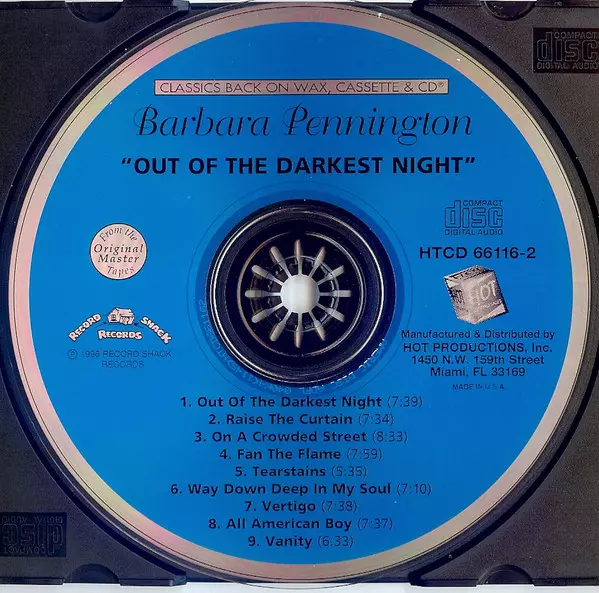 COMPACT
disc
DIGITAL AUDIO
CLASSICS BACK ON WAX, CASSETTE & CD®
Barbara Pennington
"OUT OF THE DARKEST NIGHT"
COMPACT
disc
DIGITAL AUDIO
HTCD 66116-2
From the
Original
Master
Tapes
HOT
RECORD SHACK
RECORDS
℗ 1996 RECORD SHACK
RECORDS
Manufactured & Distributed by
HOT PRODUCTIONS, Inc.
1450 N.W. 159th Street
Miami, FL 33169
MADE IN U.S.A.
1. Out Of The Darkest Night (7:39)
2. Raise The Curtain (7:34)
3. On A Crowded Street (8:33)
4. Fan The Flame (7:59)
5. Tearstains (5:35)
6. Way Down Deep In My Soul (7:10)
7. Vertigo (7:38)
8. All American Boy (7:37)
9. Vanity (6:33)
COMPACT
disc
DIGITAL AUDIO